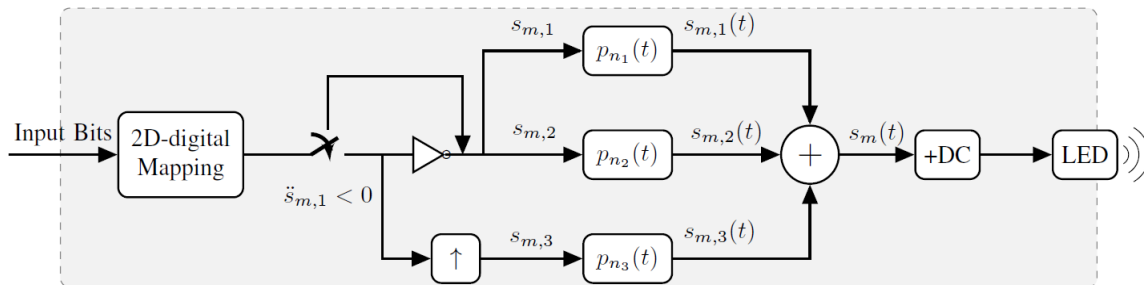 s_{m,1}
p_{n_1}(t)
s_{m,1}(t)
Input Bits
2D-digital
Mapping
s_{m,2}
p_{n_2}(t)
s_{m,2}(t)
+
s_m(t)
+DC
LED
\ddot{s}_{m,1} < 0
↑
s_{m,3}
p_{n_3}(t)
s_{m,3}(t)